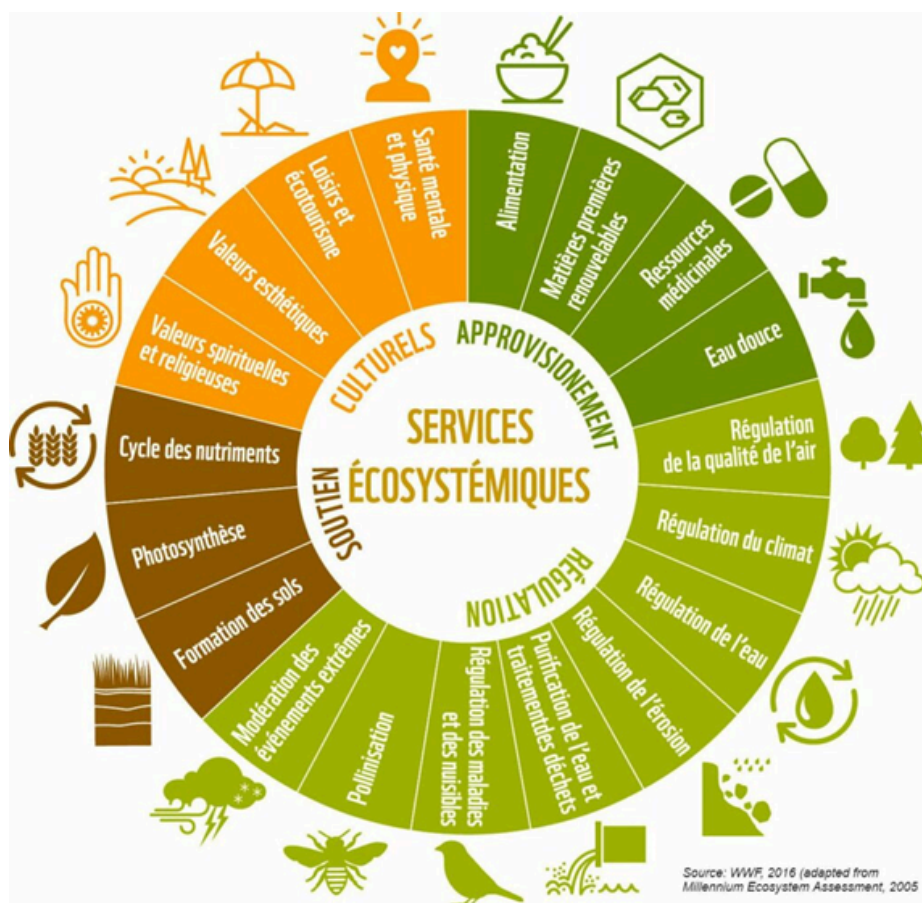 SERVICES
ÉCOSYSTÉMIQUES
APPROVISIONEMENT
Alimentation
Matières premières
renouvelables
Ressources
médicinales
Eau douce
RÉGULATION
Régulation
de la qualité de l'air
Régulation du climat
Régulation de l'eau
Régulation de l'érosion
Purification de l'eau et
traitementdes déchets
Régulation des maladies
et des nuisibles
Pollinisation
Modération des
événements extrêmes
SOUTIEN
Formation des sols
Photosynthèse
Cycle des nutriments
CULTURELS
Valeurs spirituelles
et religieuses
Valeurs esthétiques
Loisirs et
écotourisme
Santé mentale
et physique
Source: WWF, 2016 (adapted from
Millennium Ecosystem Assessment, 2005